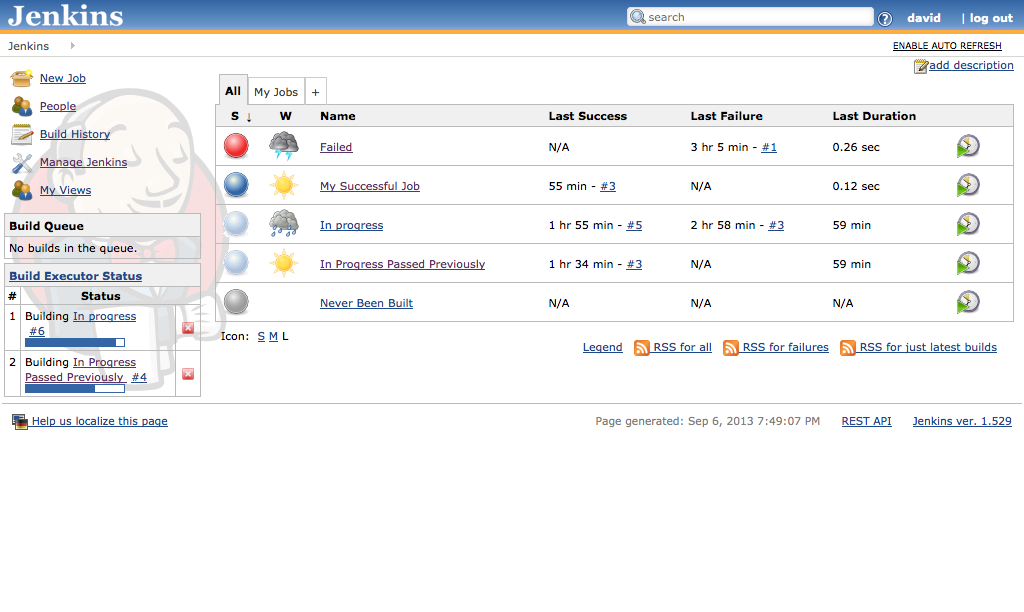 Jenkins
search
?
david
| log out
Jenkins
ENABLE AUTO REFRESH
add description
New Job
People
Build History
Manage Jenkins
My Views
Build Queue
No builds in the queue.
Build Executor Status
# Status
1 Building In progress
#6
2 Building In Progress
Passed Previously #4
All My Jobs +
S ↓ W Name Last Success Last Failure Last Duration
Failed N/A 3 hr 5 min - #1 0.26 sec
My Successful Job 55 min - #3 N/A 0.12 sec
In progress 1 hr 55 min - #5 2 hr 58 min - #3 59 min
In Progress Passed Previously 1 hr 34 min - #3 N/A 59 min
Never Been Built N/A N/A N/A
Icon: S M L
Legend RSS for all RSS for failures RSS for just latest builds
Help us localize this page
Page generated: Sep 6, 2013 7:49:07 PM REST API Jenkins ver. 1.529